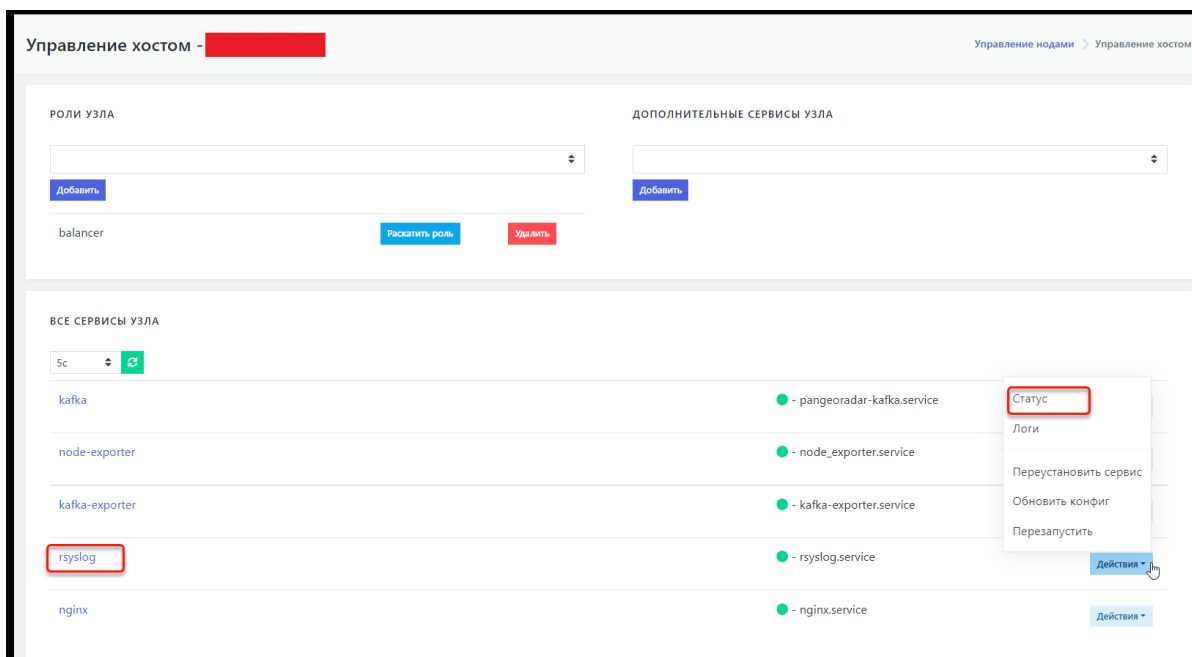 Управление хостом -
Управление нодами > Управление хостом
РОЛИ УЗЛА
ДОПОЛНИТЕЛЬНЫЕ СЕРВИСЫ УЗЛА
Добавить
Добавить
balancer Раскатить роль Удалить
ВСЕ СЕРВИСЫ УЗЛА
5с
kafka - pangeoradar-kafka.service
Статус
Логи
node-exporter - node_exporter.service
Переустановить сервис
kafka-exporter - kafka-exporter.service
Обновить конфиг
Перезапустить
rsyslog - rsyslog.service Действия
nginx - nginx.service Действия